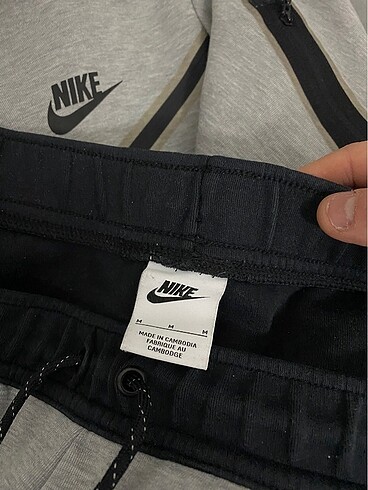 NIKE
NIKE
M M M
MADE IN CAMBODIA
FABRIQUE AU
CAMBODGE